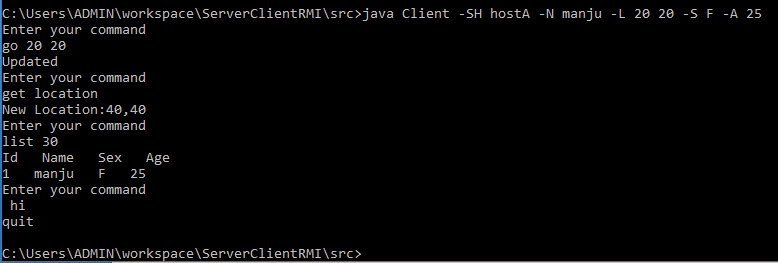 C:\Users\ADMIN\workspace\ServerClientRMI\src>java Client -SH hostA -N manju -L 20 20 -S F -A 25
Enter your command
go 20 20
Updated
Enter your command
get location
New Location:40,40
Enter your command
list 30
Id   Name   Sex   Age
1   manju   F   25
Enter your command
 hi
quit
C:\Users\ADMIN\workspace\ServerClientRMI\src>